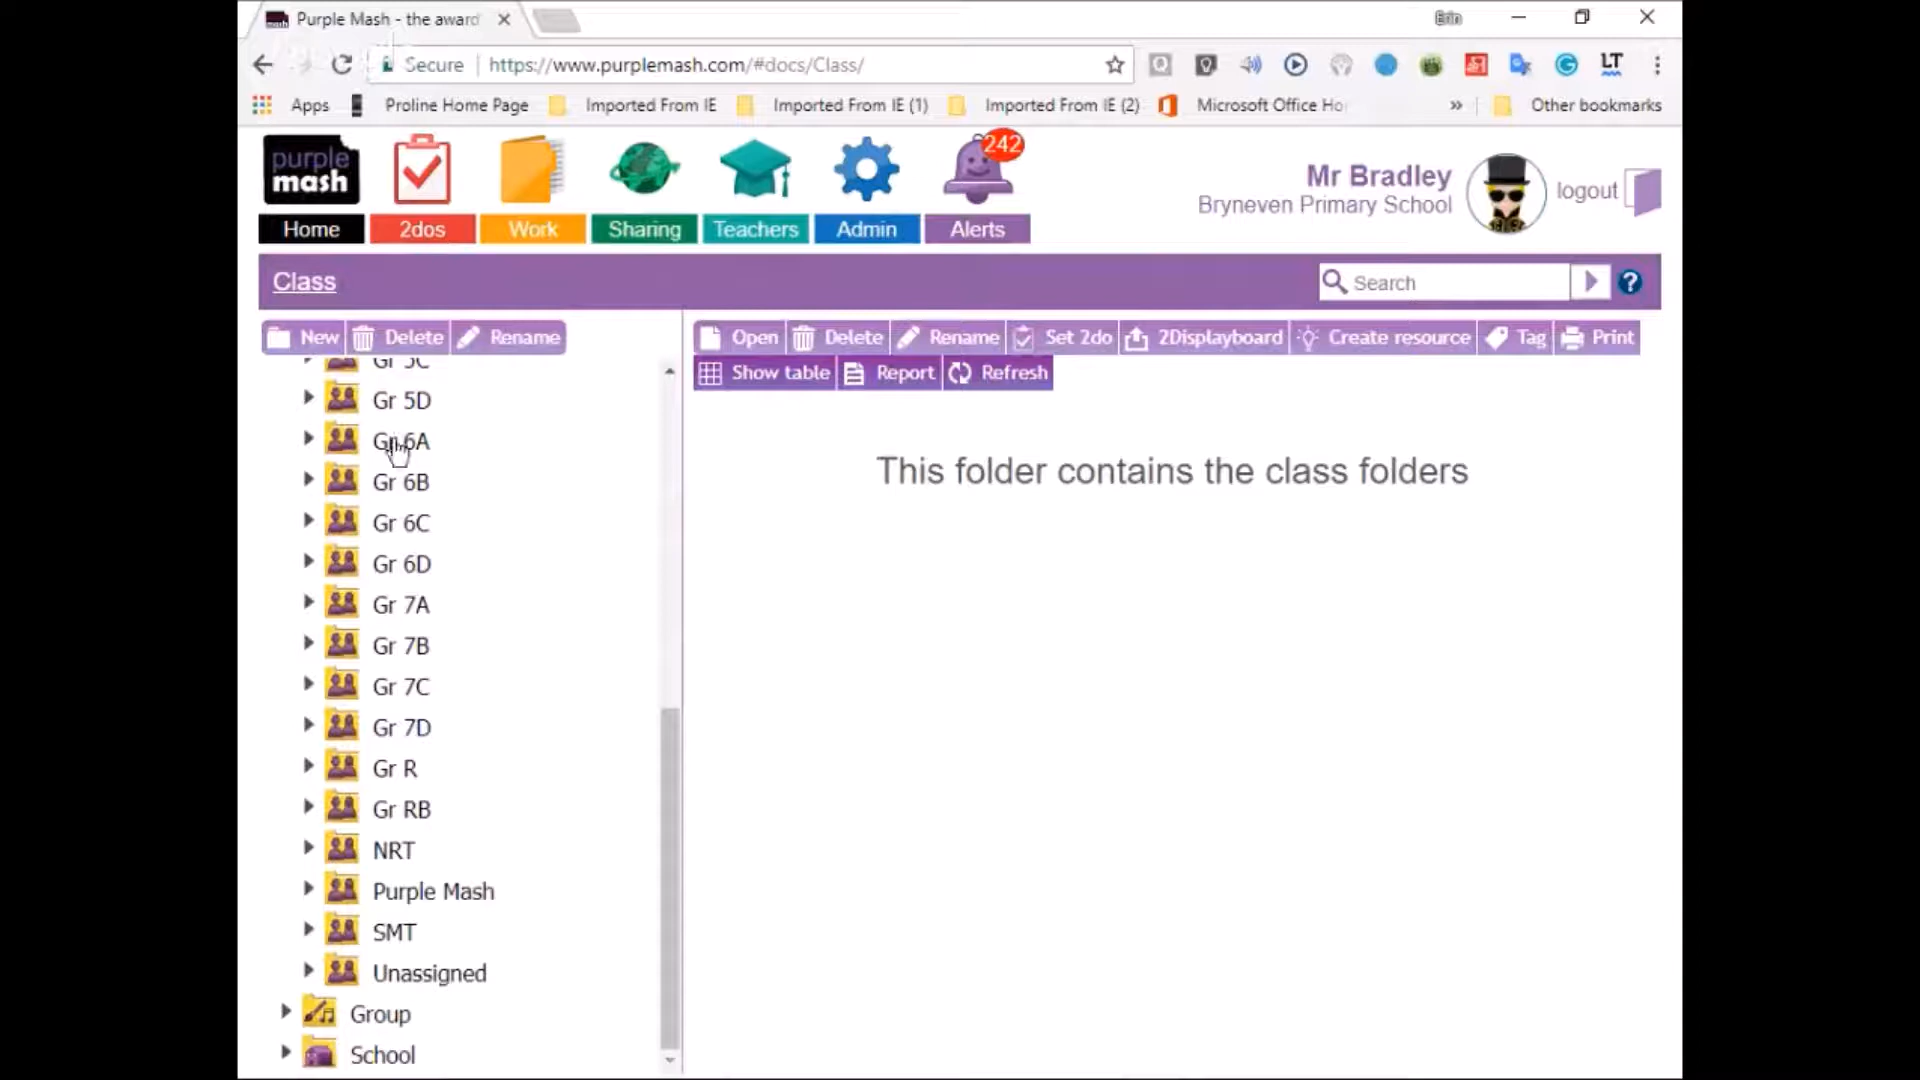 Purple Mash - the award
Erin
Secure https://www.purplemash.com/#docs/Class/
LT
Apps Proline Home Page Imported From IE Imported From IE (1) Imported From IE (2) Microsoft Office Ho » Other bookmarks
purple mash
242
Mr Bradley
Bryneven Primary School
logout
Home 2dos Work Sharing Teachers Admin Alerts
Class Search ?
New Delete Rename Open Delete Rename Set 2do 2Displayboard Create resource Tag Print
Show table Report Refresh
Gr 5C
Gr 5D
Gr 6A
Gr 6B
Gr 6C
Gr 6D
Gr 7A
Gr 7B
Gr 7C
Gr 7D
Gr R
Gr RB
NRT
Purple Mash
SMT
Unassigned
Group
School
This folder contains the class folders